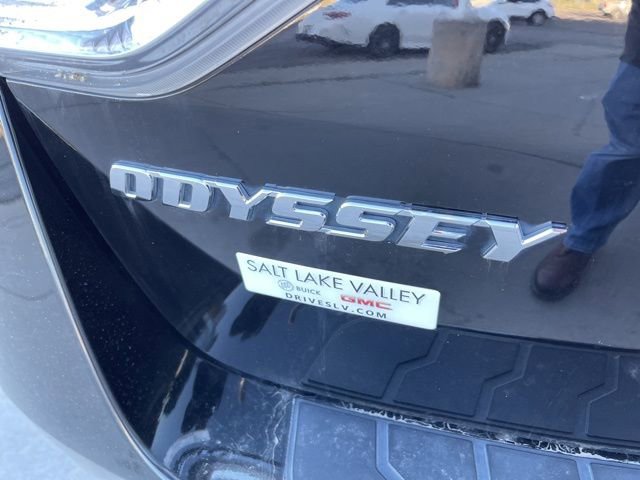 ODYSSEY
SALT LAKE VALLEY
BUICK GMC
DRIVESLV.COM